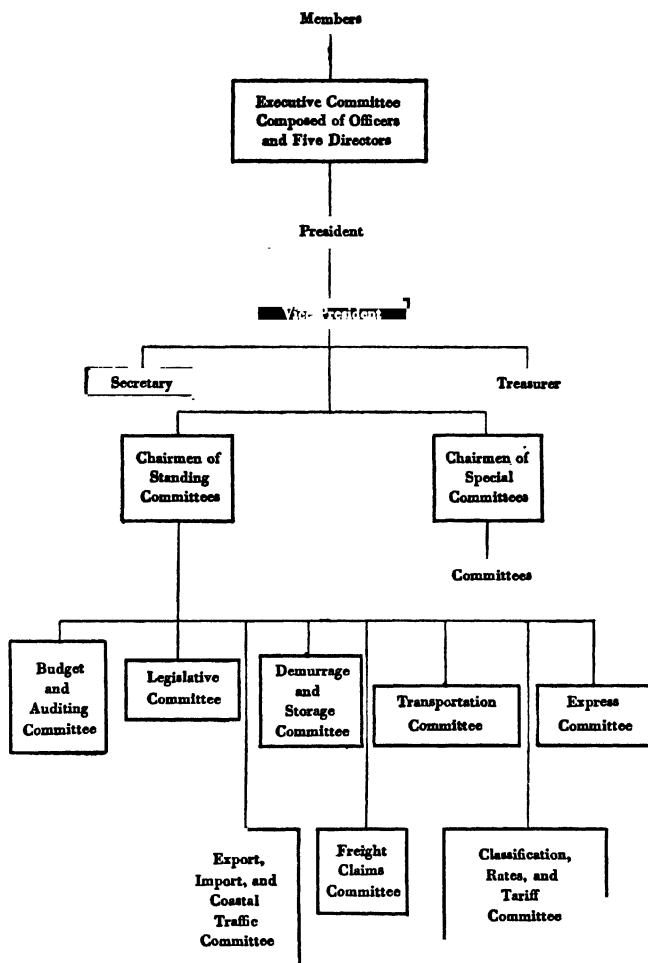 Members
Executive Committee
Composed of Officers
and Five Directors
President
Vice President
Secretary
Treasurer
Chairmen of
Standing
Committees
Chairmen of
Special
Committees
Committees
Budget
and
Auditing
Committee
Legislative
Committee
Demurrage
and
Storage
Committee
Transportation
Committee
Express
Committee
Export,
Import, and
Coastal
Traffic
Committee
Freight
Claims
Committee
Classification,
Rates, and
Tariff
Committee